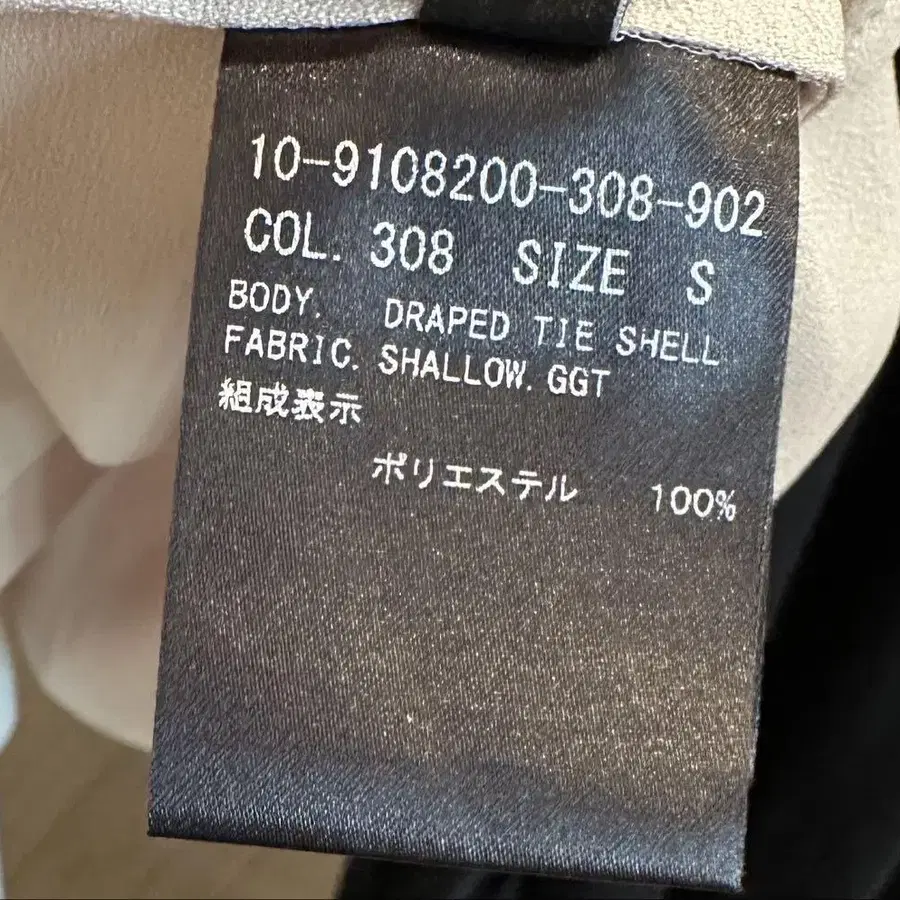 10-9108200-308-902
COL. 308 SIZE S
BODY. DRAPED TIE SHELL
FABRIC. SHALLOW. GGT
組成表示
ポリエステル 100%